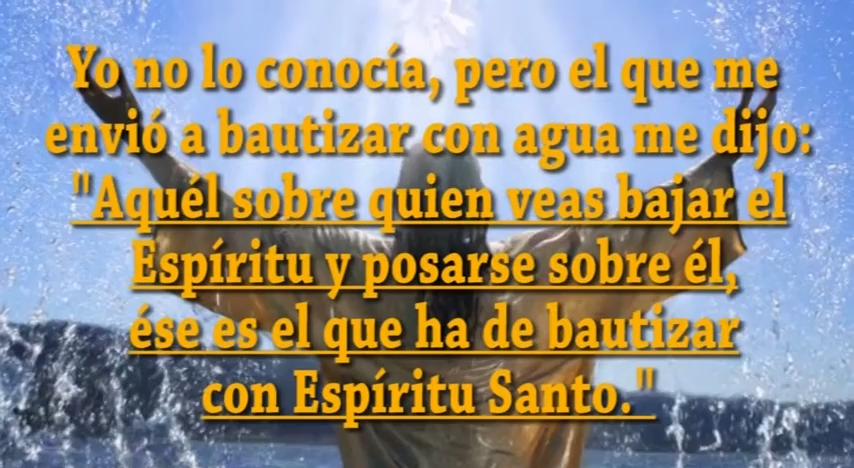 Yo no lo conocía, pero el que me
envió a bautizar con agua me dijo:
"Aquél sobre quien veas bajar el
Espíritu y posarse sobre él,
ése es el que ha de bautizar
con Espíritu Santo."